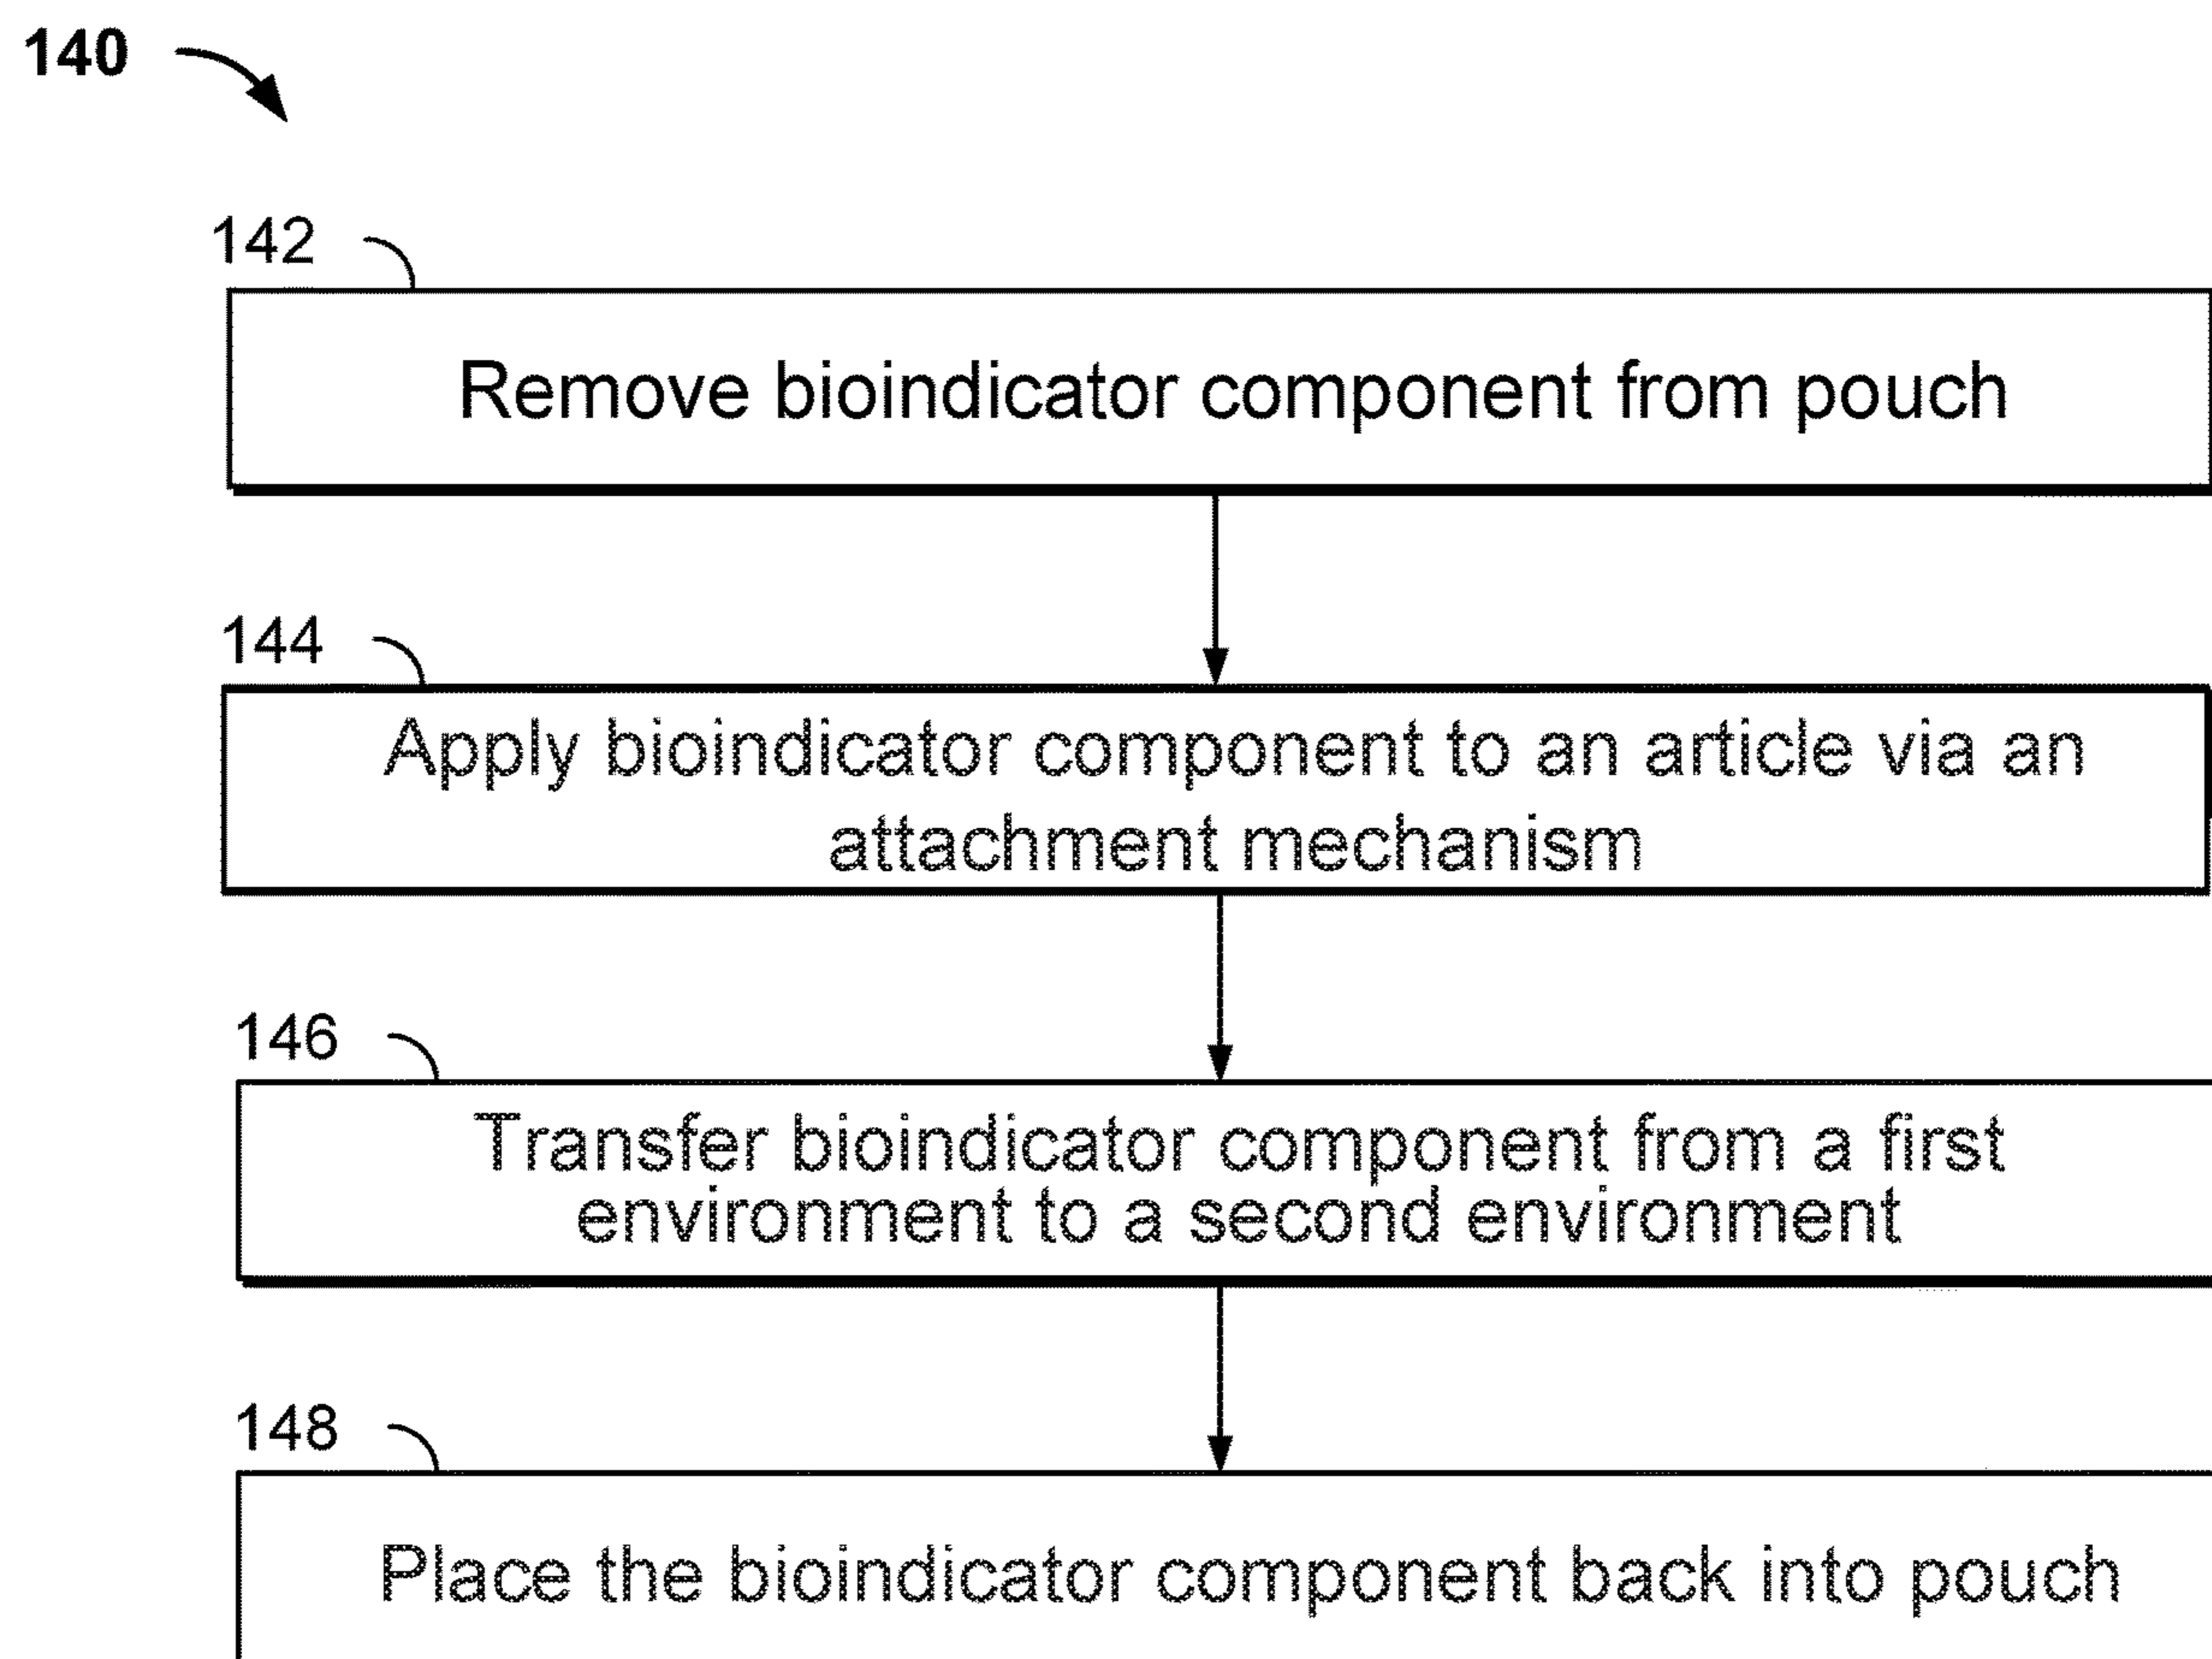 140
142
Remove bioindicator component from pouch
144
Apply bioindicator component to an article via an
attachment mechanism
146
Transfer bioindicator component from a first
environment to a second environment
148
Place the bioindicator component back into pouch